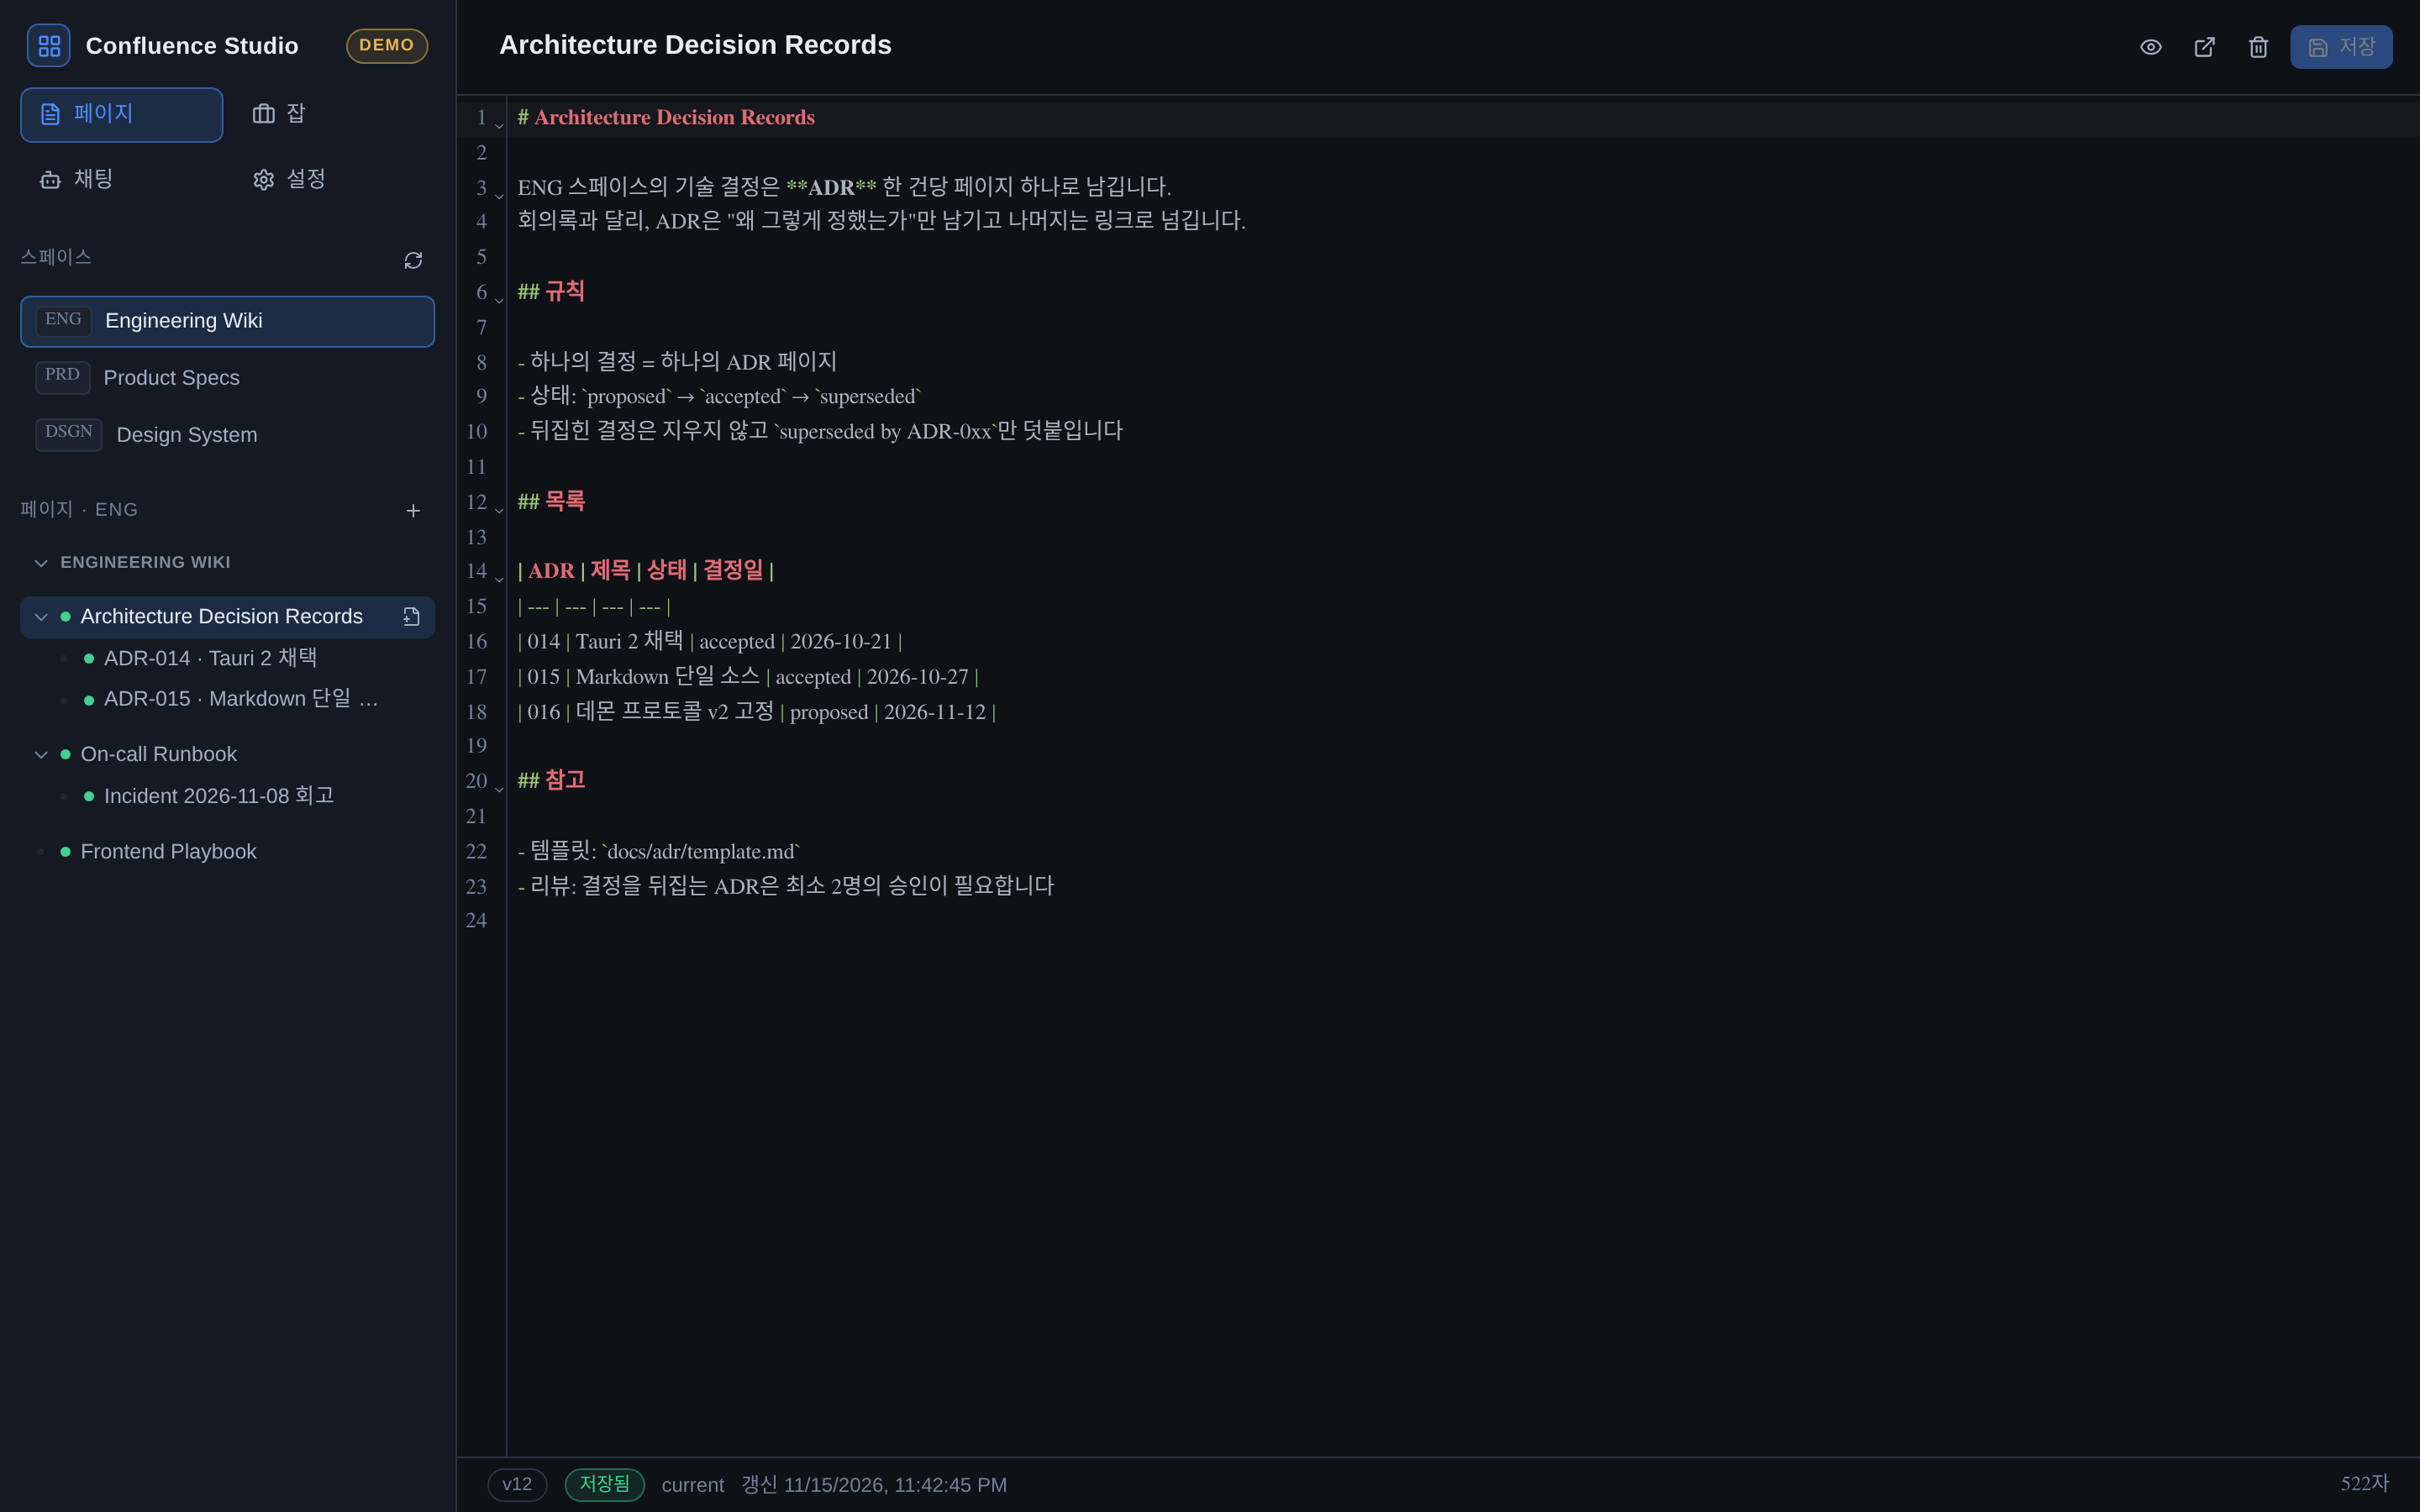 Confluence Studio
DEMO
페이지
잡
채팅
설정
스페이스
ENG Engineering Wiki
PRD Product Specs
DSGN Design System
페이지 · ENG
ENGINEERING WIKI
Architecture Decision Records
ADR-014 · Tauri 2 채택
ADR-015 · Markdown 단일 …
On-call Runbook
Incident 2026-11-08 회고
Frontend Playbook
Architecture Decision Records
저장
1 # Architecture Decision Records
2
3 ENG 스페이스의 기술 결정은 **ADR** 한 건당 페이지 하나로 남깁니다.
4 회의록과 달리, ADR은 "왜 그렇게 정했는가"만 남기고 나머지는 링크로 넘깁니다.
5
6 ## 규칙
7
8 - 하나의 결정 = 하나의 ADR 페이지
9 - 상태: `proposed` → `accepted` → `superseded`
10 - 뒤집힌 결정은 지우지 않고 `superseded by ADR-0xx`만 덧붙입니다
11
12 ## 목록
13
14 | ADR | 제목 | 상태 | 결정일 |
15 | --- | --- | --- | --- |
16 | 014 | Tauri 2 채택 | accepted | 2026-10-21 |
17 | 015 | Markdown 단일 소스 | accepted | 2026-10-27 |
18 | 016 | 데몬 프로토콜 v2 고정 | proposed | 2026-11-12 |
19
20 ## 참고
21
22 - 템플릿: `docs/adr/template.md`
23 - 리뷰: 결정을 뒤집는 ADR은 최소 2명의 승인이 필요합니다
24
v12 저장됨 current 갱신 11/15/2026, 11:42:45 PM
522자